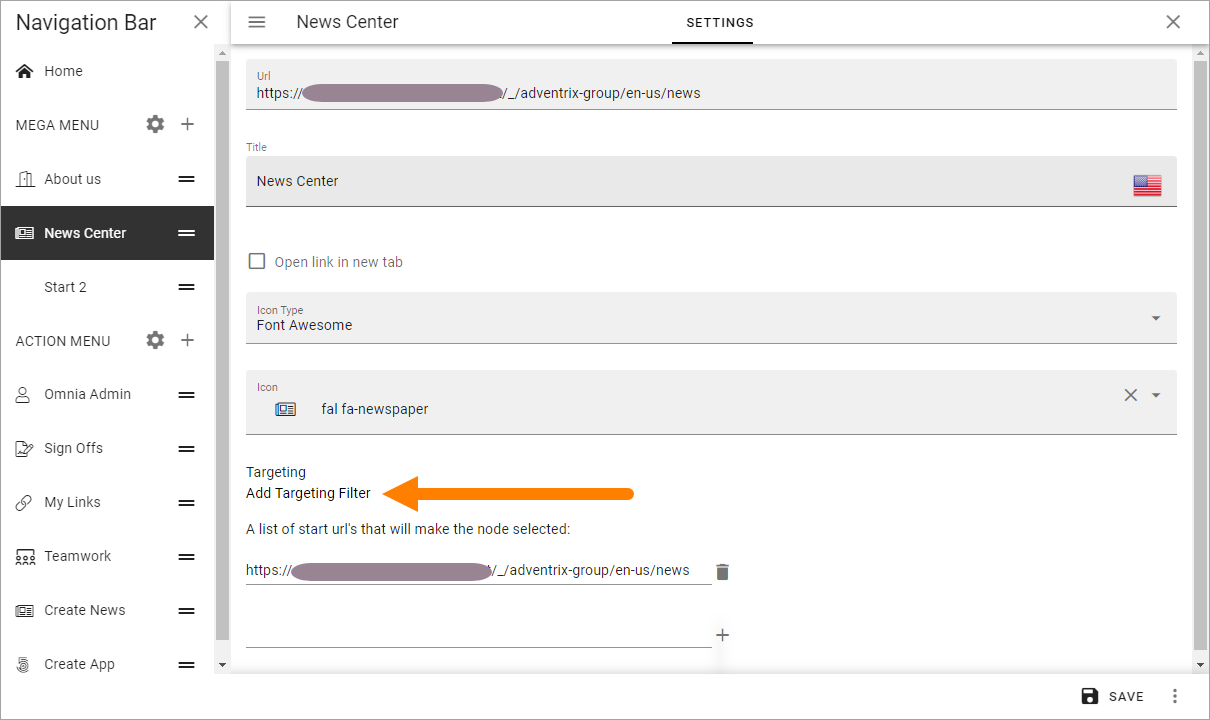 Navigation Bar
News Center
SETTINGS
Home
MEGA MENU
About us
News Center
Start 2
ACTION MENU
Omnia Admin
Sign Offs
My Links
Teamwork
Create News
Create App
Url
https:// /_/adventrix-group/en-us/news
Title
News Center
Open link in new tab
Icon Type
Font Awesome
Icon
fal fa-newspaper
Targeting
Add Targeting Filter
A list of start url's that will make the node selected:
https:// /_/adventrix-group/en-us/news
SAVE